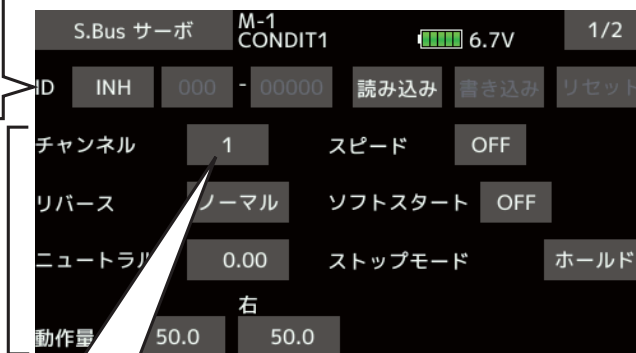 S.Bus サーボ M-1 CONDIT1 6.7V 1/2
ID INH 000 - 00000 読み込み 書き込み リセット
チャンネル 1 スピード OFF
リバース ノーマル ソフトスタート OFF
ニュートラル 0.00 ストップモード ホールド
右
動作量 50.0 50.0